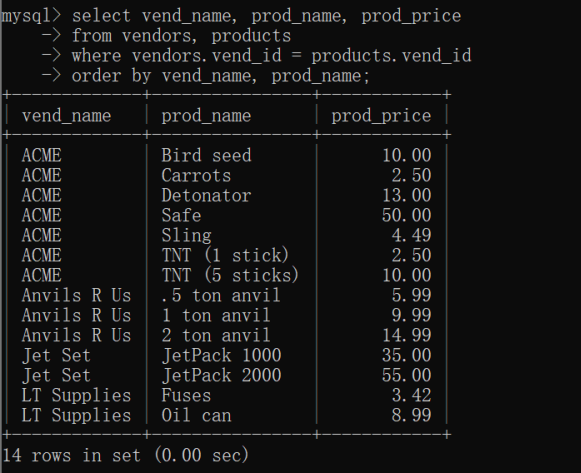 mysql> select vend_name, prod_name, prod_price
-> from vendors, products
-> where vendors.vend_id = products.vend_id
-> order by vend_name, prod_name;
+-------------+----------------+------------+
| vend_name | prod_name | prod_price |
+-------------+----------------+------------+
| ACME | Bird seed | 10.00 |
| ACME | Carrots | 2.50 |
| ACME | Detonator | 13.00 |
| ACME | Safe | 50.00 |
| ACME | Sling | 4.49 |
| ACME | TNT (1 stick) | 2.50 |
| ACME | TNT (5 sticks) | 10.00 |
| Anvils R Us | .5 ton anvil | 5.99 |
| Anvils R Us | 1 ton anvil | 9.99 |
| Anvils R Us | 2 ton anvil | 14.99 |
| Jet Set | JetPack 1000 | 35.00 |
| Jet Set | JetPack 2000 | 55.00 |
| LT Supplies | Fuses | 3.42 |
| LT Supplies | Oil can | 8.99 |
+-------------+----------------+------------+
14 rows in set (0.00 sec)